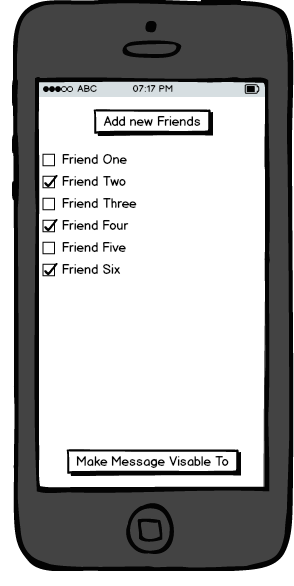 ABC 07:17 PM
Add new Friends
Friend One
Friend Two
Friend Three
Friend Four
Friend Five
Friend Six
Make Message Visable To